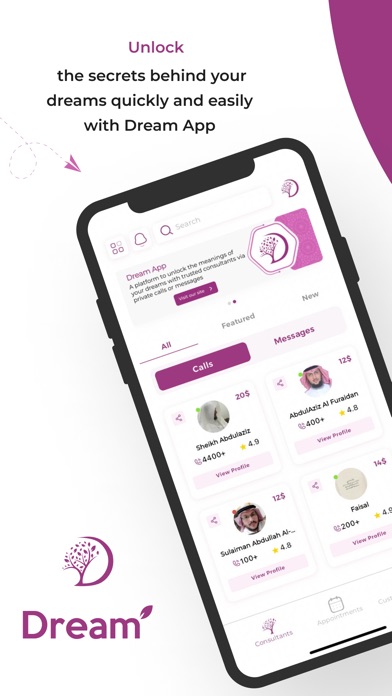 Unlock
the secrets behind your
dreams quickly and easily
with Dream App
Search
Dream App
A platform to unlock the meanings of
your dreams with trusted consultants via
private calls or messages
Visit our site >
All
Featured
New
Calls
Messages
20$
Sheikh Abdulaziz
4400+ 4.9
View Profile
12$
AbdulAziz Al Furaidan
400+ 4.8
View Profile
12$
Sulaiman Abdullah Al-...
100+ 4.8
View Profile
14$
Faisal
200+ 4.
View Profile
Consultants
Appointments
Dream